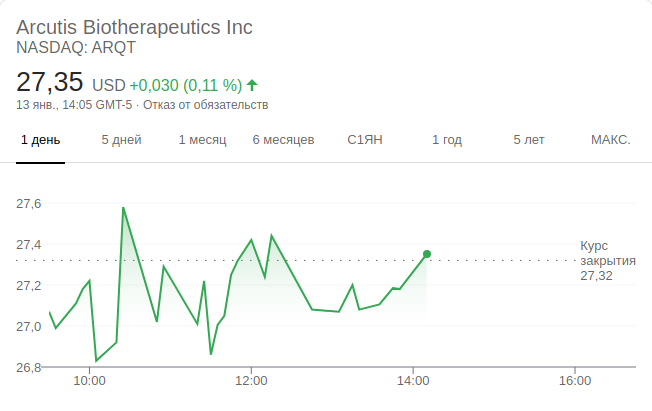 Arcutis Biotherapeutics Inc
NASDAQ: ARQT
27,35 USD +0,030 (0,11 %)
13 янв., 14:05 GMT-5 · Отказ от обязательств
1 день 5 дней 1 месяц 6 месяцев С1ЯН 1 год 5 лет МАКС.
27,6
27,4
27,2
27,0
26,8
Курс
закрытия
27,32
10:00 12:00 14:00 16:00